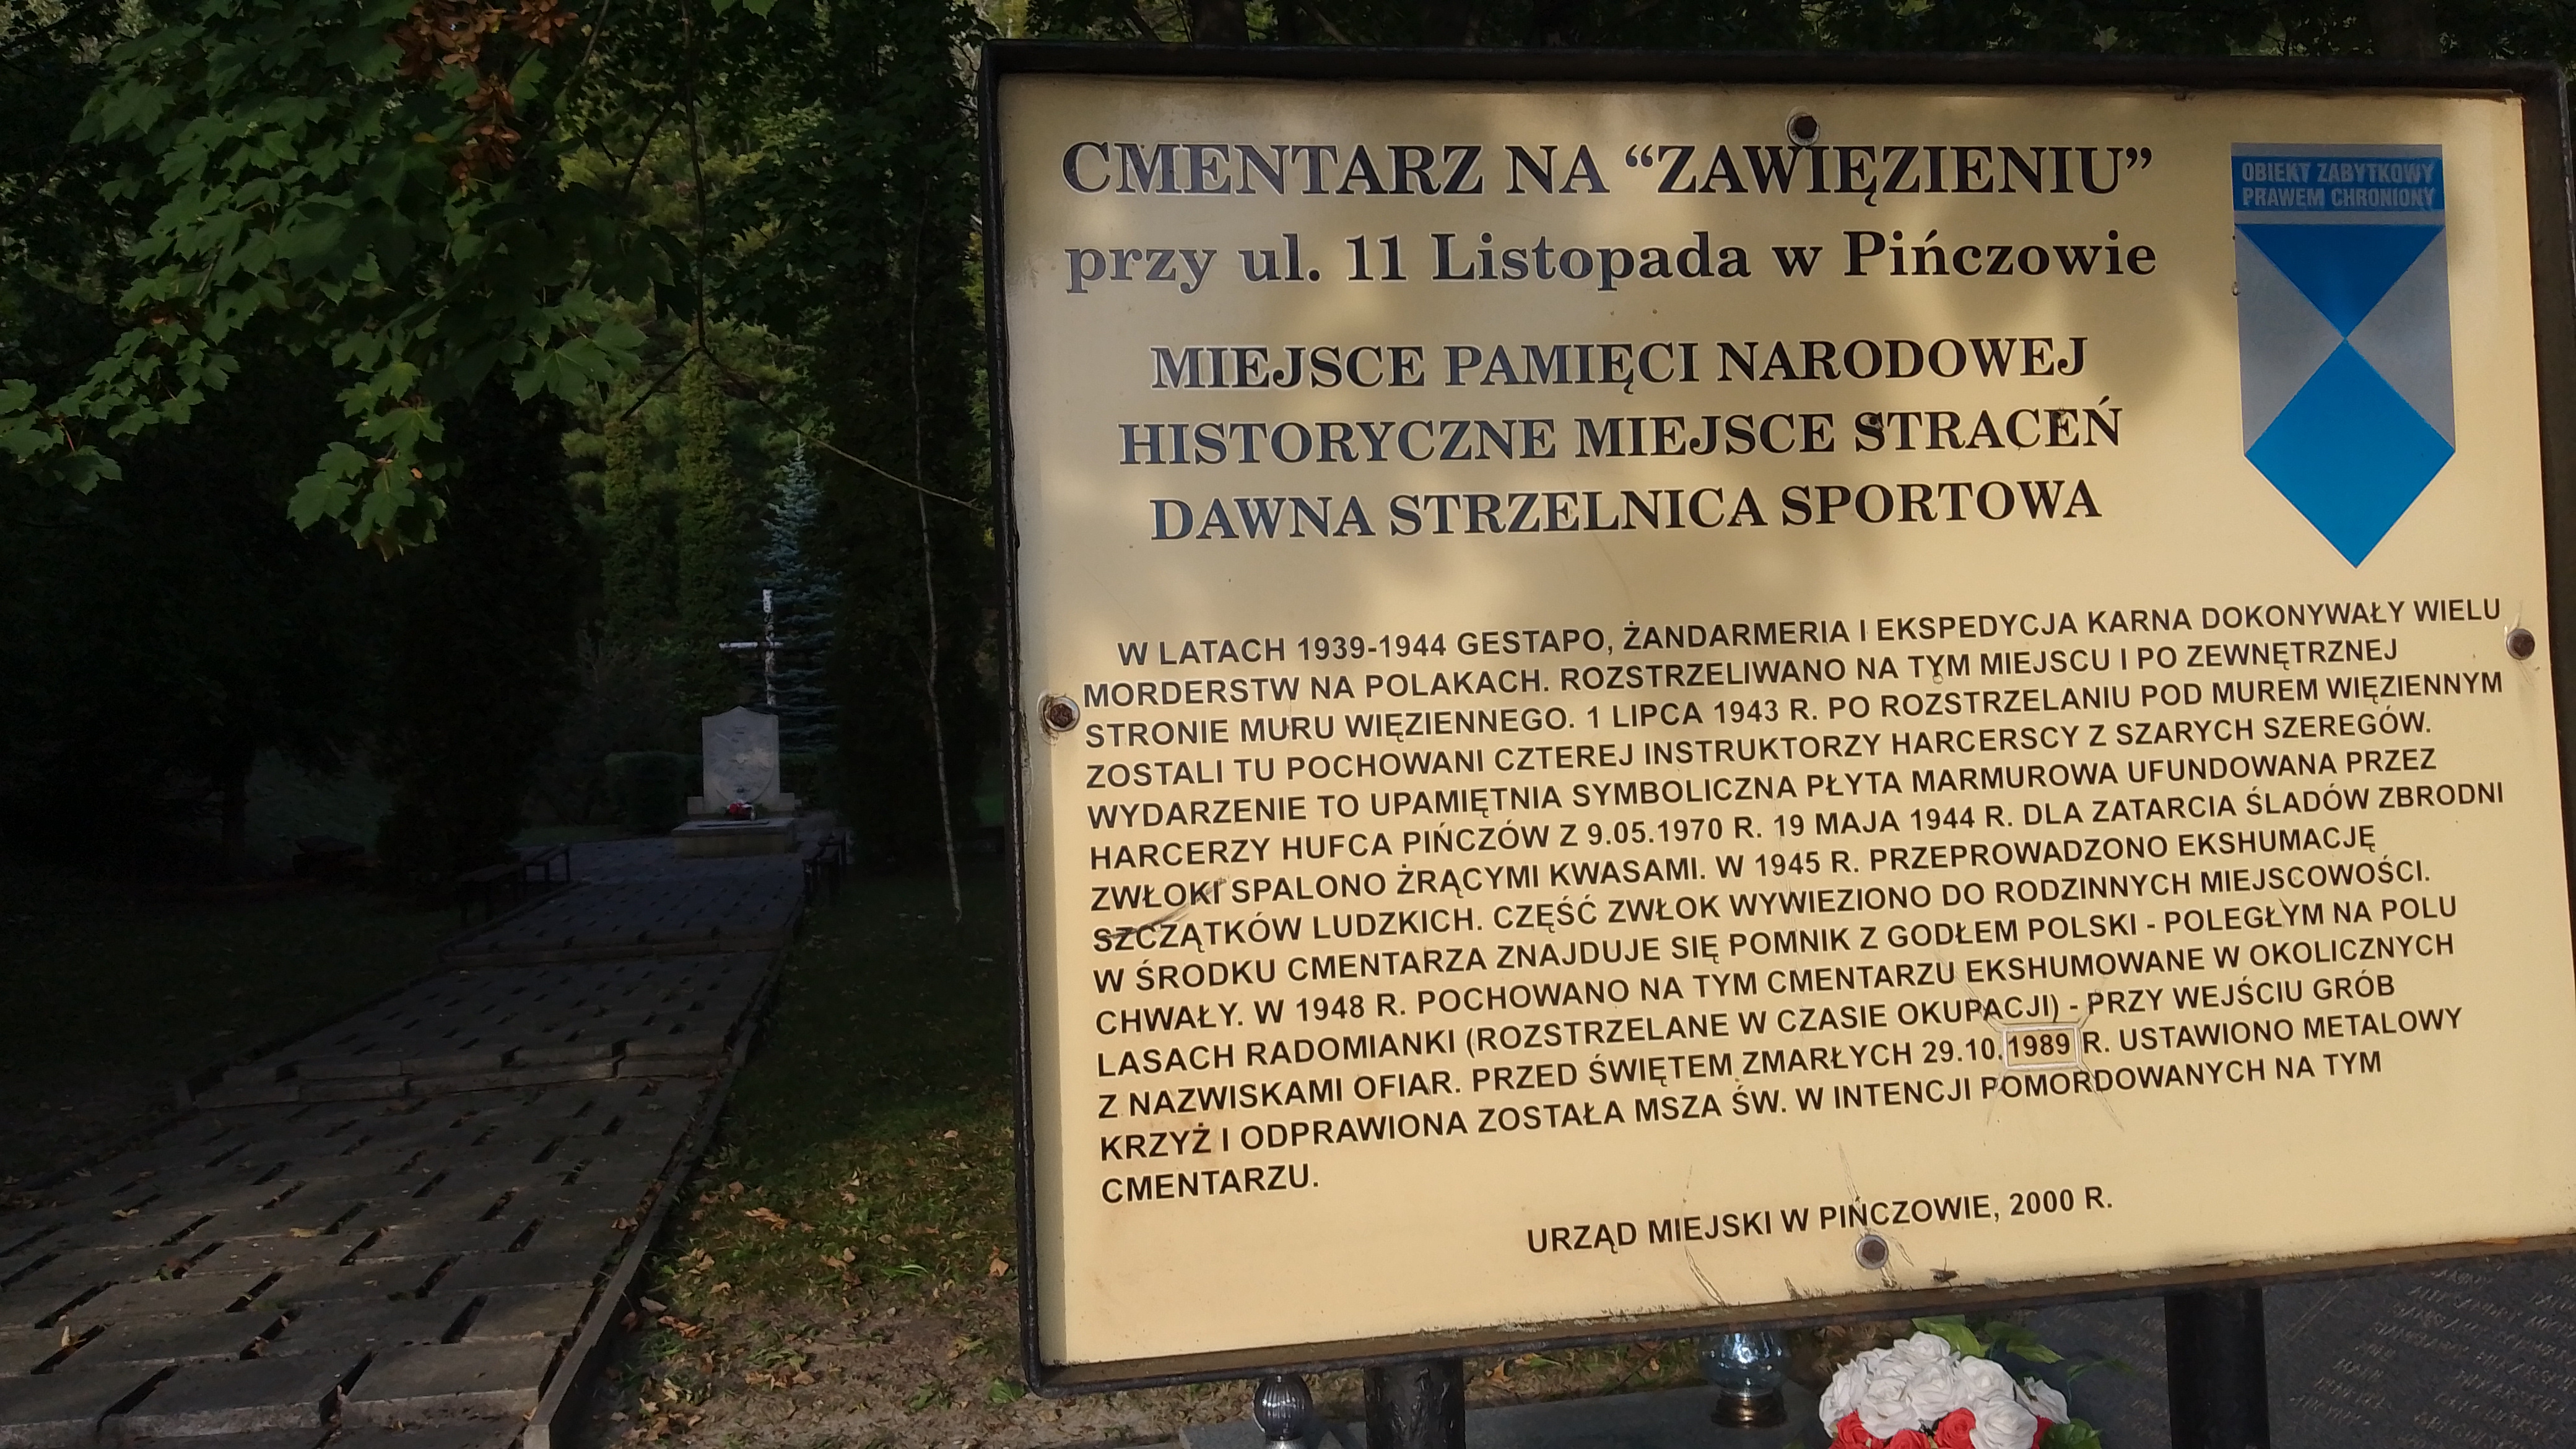 CMENTARZ NA “ZAWIĘZIENIU”
przy ul. 11 Listopada w Pińczowie
MIEJSCE PAMIĘCI NARODOWEJ
HISTORYCZNE MIEJSCE STRACEŃ
DAWNA STRZELNICA SPORTOWA
OBIEKT ZABYTKOWY
PRAWEM CHRONIONY
W LATACH 1939-1944 GESTAPO, ŻANDARMERIA I EKSPEDYCJA KARNA DOKONYWAŁY WIELU
MORDERSTW NA POLAKACH. ROZSTRZELIWANO NA TYM MIEJSCU I PO ZEWNĘTRZNEJ
STRONIE MURU WIĘZIENNEGO. 1 LIPCA 1943 R. PO ROZSTRZELANIU POD MUREM WIĘZIENNYM
ZOSTALI TU POCHOWANI CZTEREJ INSTRUKTORZY HARCERSCY Z SZARYCH SZEREGÓW.
WYDARZENIE TO UPAMIĘTNIA SYMBOLICZNA PŁYTA MARMUROWA UFUNDOWANA PRZEZ
HARCERZY HUFCA PIŃCZÓW Z 9.05.1970 R. 19 MAJA 1944 R. DLA ZATARCIA ŚLADÓW ZBRODNI
ZWŁOKI SPALONO ŻRĄCYMI KWASAMI. W 1945 R. PRZEPROWADZONO EKSHUMACJĘ
SZCZĄTKÓW LUDZKICH. CZĘŚĆ ZWŁOK WYWIEZIONO DO RODZINNYCH MIEJSCOWOŚCI.
W ŚRODKU CMENTARZA ZNAJDUJE SIĘ POMNIK Z GODŁEM POLSKI - POLEGŁYM NA POLU
CHWAŁY. W 1948 R. POCHOWANO NA TYM CMENTARZU EKSHUMOWANE W OKOLICZNYCH
LASACH RADOMIANKI (ROZSTRZELANE W CZASIE OKUPACJI) - PRZY WEJŚCIU GRÓB
Z NAZWISKAMI OFIAR. PRZED ŚWIĘTEM ZMARŁYCH 29.10.1989 R. USTAWIONO METALOWY
KRZYŻ I ODPRAWIONA ZOSTAŁA MSZA ŚW. W INTENCJI POMORDOWANYCH NA TYM
CMENTARZU.
URZĄD MIEJSKI W PIŃCZOWIE, 2000 R.